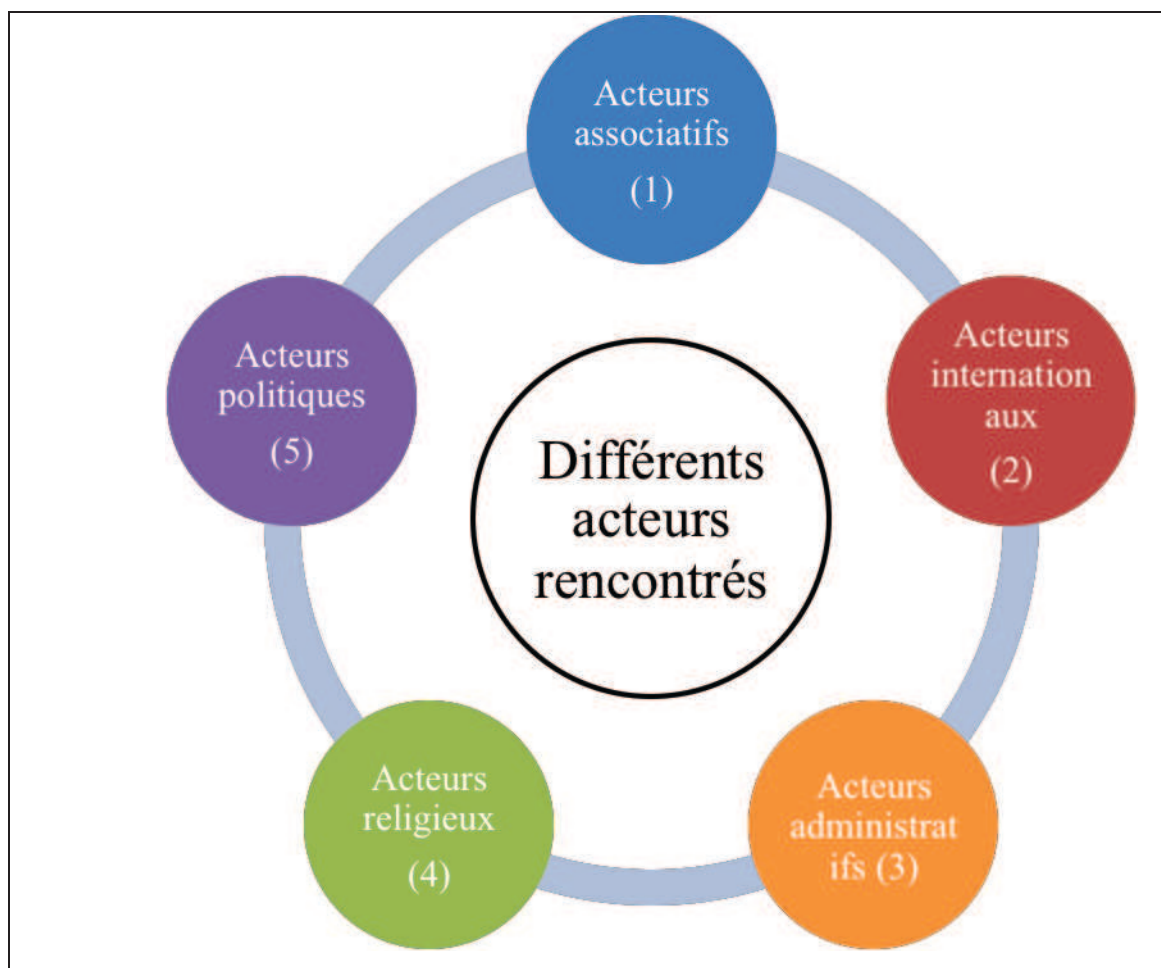 Acteurs
associatifs
(1)
Acteurs
internation
aux
(2)
Acteurs
administrat
ifs (3)
Acteurs
religieux
(4)
Acteurs
politiques
(5)
Différents
acteurs
rencontrés